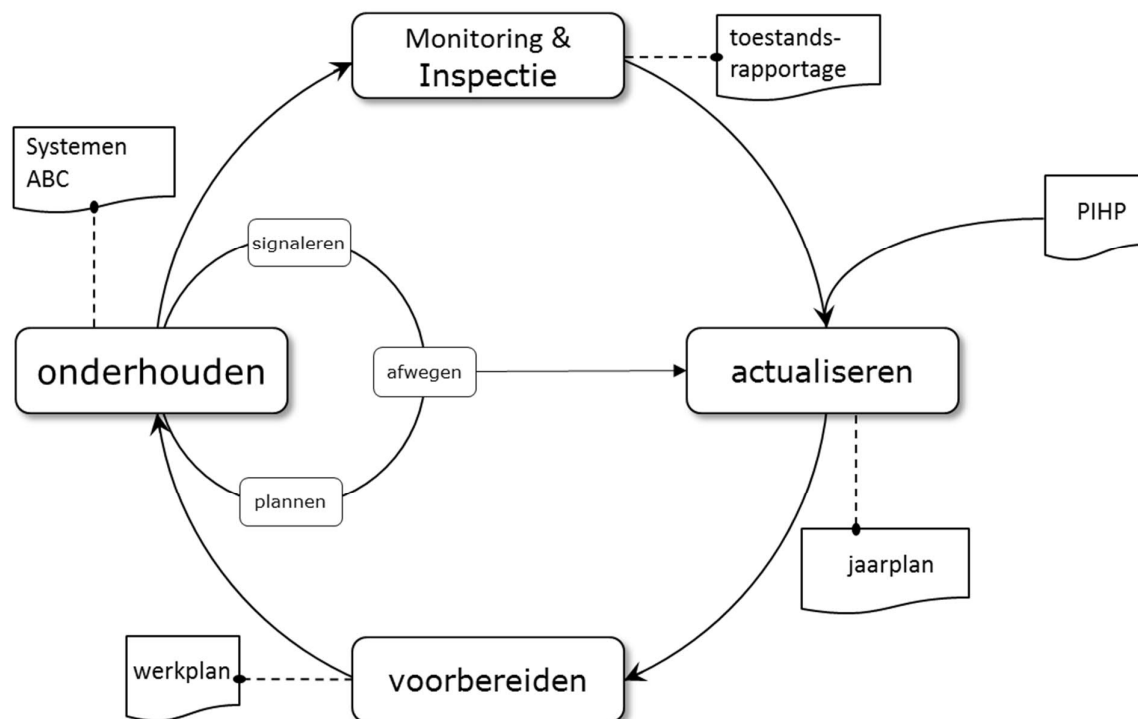 Monitoring &
Inspectie
toestands-
rapportage
Systemen
ABC
PIHP
signaleren
onderhouden
afwegen
actualiseren
plannen
jaarplan
werkplan
voorbereiden